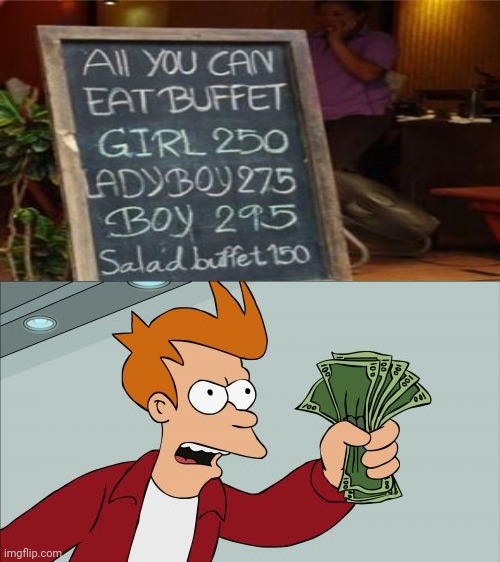 All YOU CAN
EAT BUFFET
GIRL 250
LADYBOY 275
BOY 295
Salad buffet 150
imgflip.com